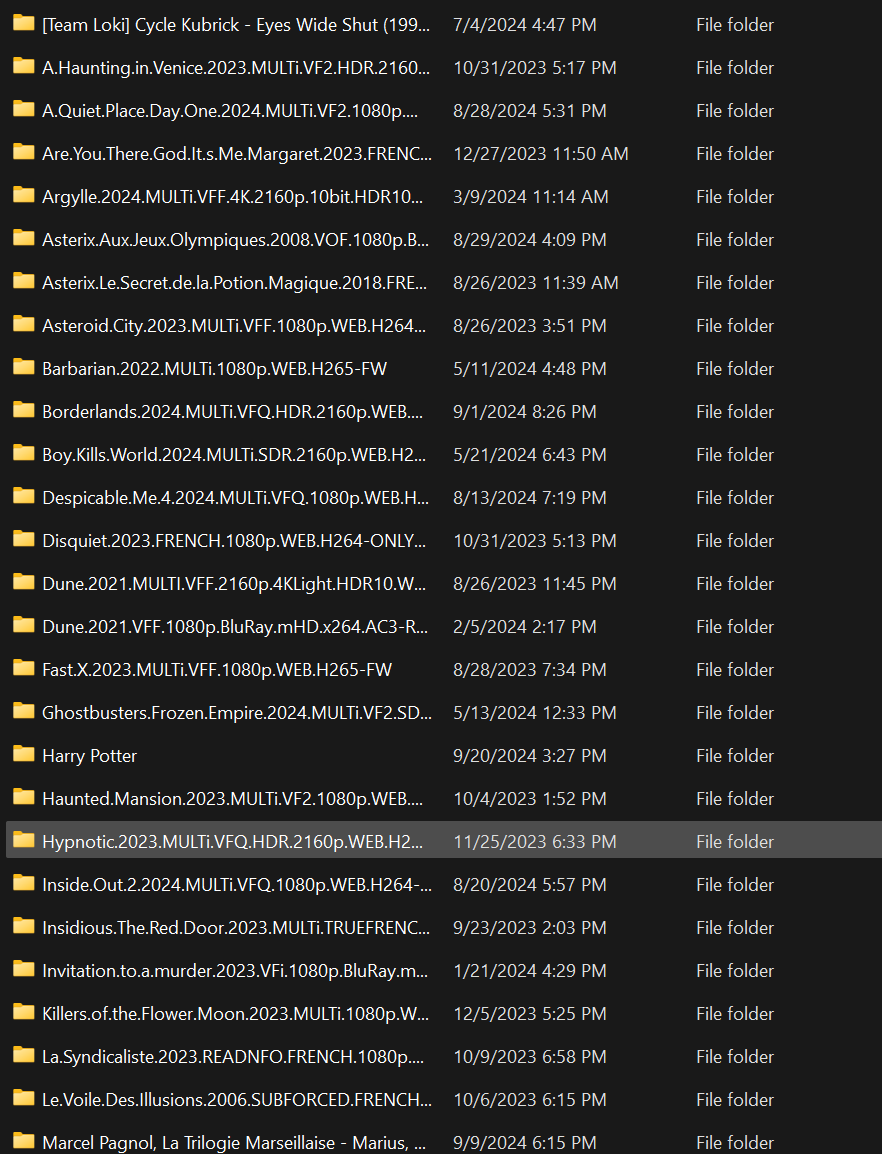 [Team Loki] Cycle Kubrick - Eyes Wide Shut (199... 7/4/2024 4:47 PM File folder
A.Haunting.in.Venice.2023.MULTi.VF2.HDR.2160... 10/31/2023 5:17 PM File folder
A.Quiet.Place.Day.One.2024.MULTi.VF2.1080p.... 8/28/2024 5:31 PM File folder
Are.You.There.God.It.s.Me.Margaret.2023.FRENC... 12/27/2023 11:50 AM File folder
Argylle.2024.MULTi.VFF.4K.2160p.10bit.HDR10... 3/9/2024 11:14 AM File folder
Asterix.Aux.Jeux.Olympiques.2008.VOF.1080p.B... 8/29/2024 4:09 PM File folder
Asterix.Le.Secret.de.la.Potion.Magique.2018.FRE... 8/26/2023 11:39 AM File folder
Asteroid.City.2023.MULTi.VFF.1080p.WEB.H264... 8/26/2023 3:51 PM File folder
Barbarian.2022.MULTi.1080p.WEB.H265-FW 5/11/2024 4:48 PM File folder
Borderlands.2024.MULTi.VFQ.HDR.2160p.WEB.... 9/1/2024 8:26 PM File folder
Boy.Kills.World.2024.MULTi.SDR.2160p.WEB.H2... 5/21/2024 6:43 PM File folder
Despicable.Me.4.2024.MULTi.VFQ.1080p.WEB.H... 8/13/2024 7:19 PM File folder
Disquiet.2023.FRENCH.1080p.WEB.H264-ONLY... 10/31/2023 5:13 PM File folder
Dune.2021.MULTI.VFF.2160p.4KLight.HDR10.W... 8/26/2023 11:45 PM File folder
Dune.2021.VFF.1080p.BluRay.mHD.x264.AC3-R... 2/5/2024 2:17 PM File folder
Fast.X.2023.MULTi.VFF.1080p.WEB.H265-FW 8/28/2023 7:34 PM File folder
Ghostbusters.Frozen.Empire.2024.MULTi.VF2.SD... 5/13/2024 12:33 PM File folder
Harry Potter 9/20/2024 3:27 PM File folder
Haunted.Mansion.2023.MULTi.VF2.1080p.WEB.... 10/4/2023 1:52 PM File folder
Hypnotic.2023.MULTi.VFQ.HDR.2160p.WEB.H2... 11/25/2023 6:33 PM File folder
Inside.Out.2.2024.MULTi.VFQ.1080p.WEB.H264-... 8/20/2024 5:57 PM File folder
Insidious.The.Red.Door.2023.MULTi.TRUEFRENC... 9/23/2023 2:03 PM File folder
Invitation.to.a.murder.2023.VFi.1080p.BluRay.m... 1/21/2024 4:29 PM File folder
Killers.of.the.Flower.Moon.2023.MULTi.1080p.W... 12/5/2023 5:25 PM File folder
La.Syndicaliste.2023.READNFO.FRENCH.1080p.... 10/9/2023 6:58 PM File folder
Le.Voile.Des.Illusions.2006.SUBFORCED.FRENCH... 10/6/2023 6:15 PM File folder
Marcel Pagnol, La Trilogie Marseillaise - Marius, ... 9/9/2024 6:15 PM File folder